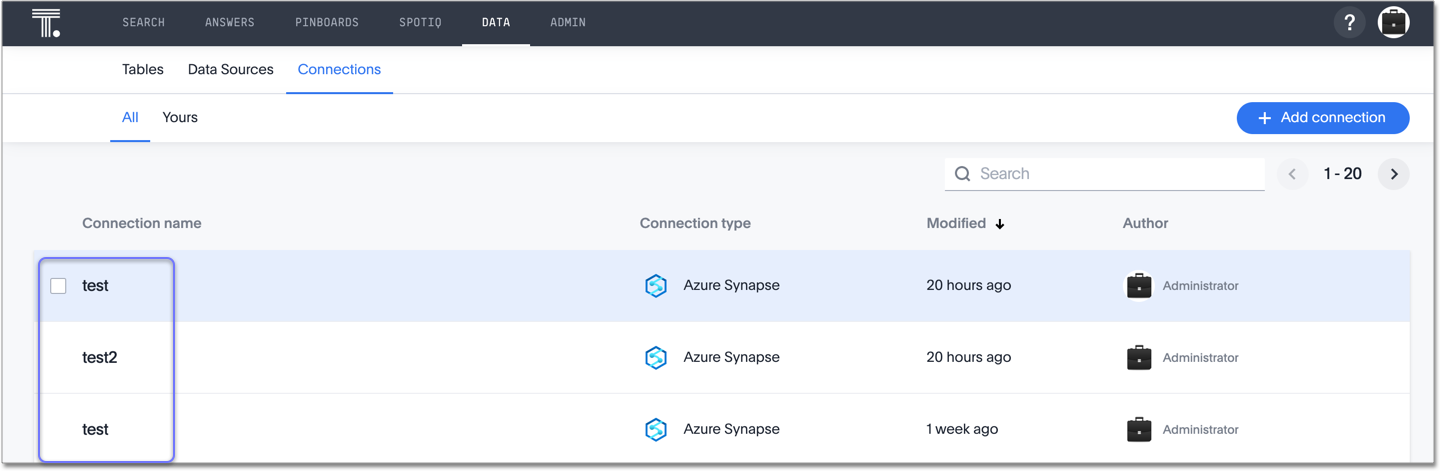 T. SEARCH ANSWERS PINBOARDS SPOTIQ DATA ADMIN ?
Tables Data Sources Connections
All Yours + Add connection
Search 1 - 20
Connection name Connection type Modified Author
test Azure Synapse 20 hours ago Administrator
test2 Azure Synapse 20 hours ago Administrator
test Azure Synapse 1 week ago Administrator